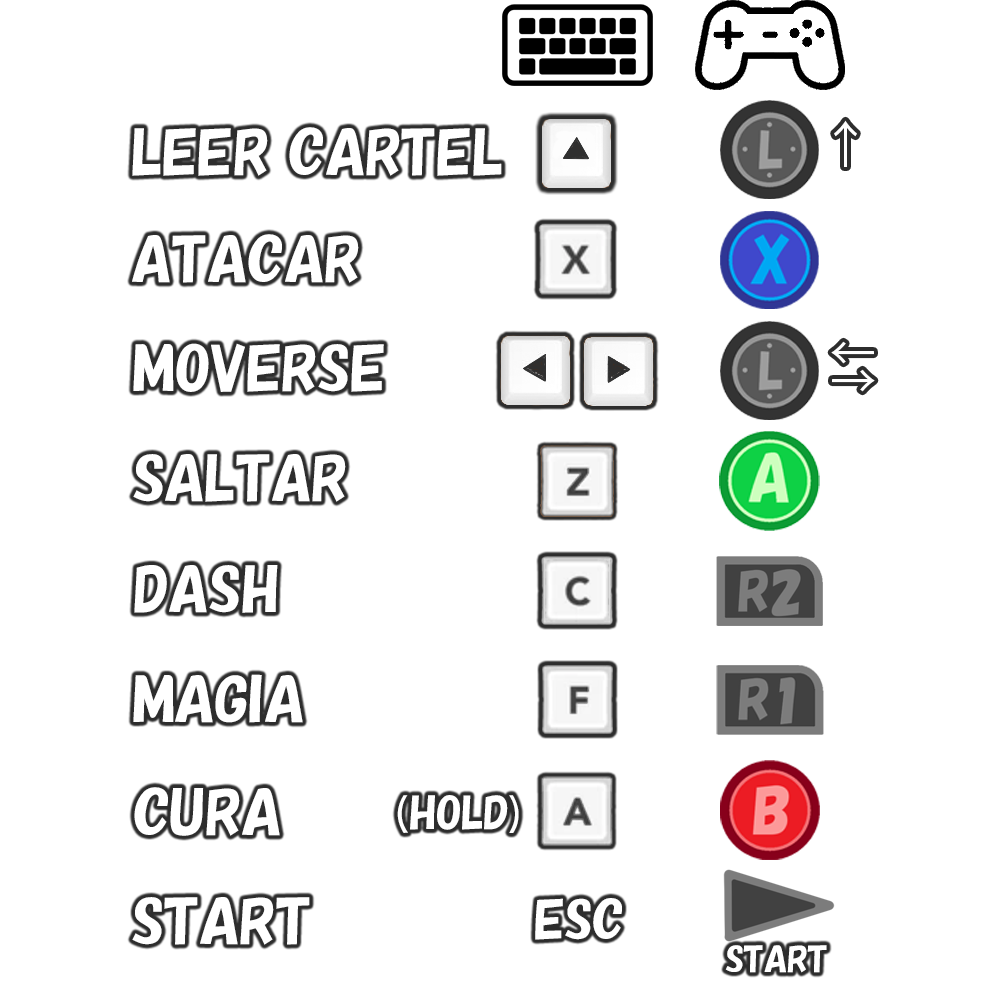 LEER CARTEL L
ATACAR X X
MOVERSE L
SALTAR Z A
DASH C R2
MAGIA F R1
CURA (HOLD) A B
START ESC START